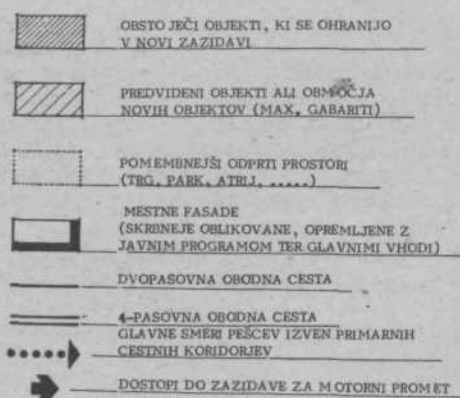 OBSTOJEČI OBJEKTI, KI SE OHRANIJO
V NOVI ZAZIDAVI
PREDVIDENI OBJEKTI ALI OBMOČJA
NOVIH OBJEKTOV (MAX. GABARITI)
POMEMBNEJŠI ODPRTI PROSTORI
(TRG, PARK, ATRIJ, .....)
MESTNE FASADE
(SKRBNEJE OBLIKOVANE, OPREMLJENE Z
JAVNIM PROGRAMOM TER GLAVNIMI VHODI)
DVOPASOVNA OBODNA CESTA
4-PASOVNA OBODNA CESTA
GLAVNE SMERI PEŠCEV IZVEN PRIMARNIH
CESTNIH KORIDORJEV
DOSTOPI DO ZAZIDAVE ZA MOTORNI PROMET